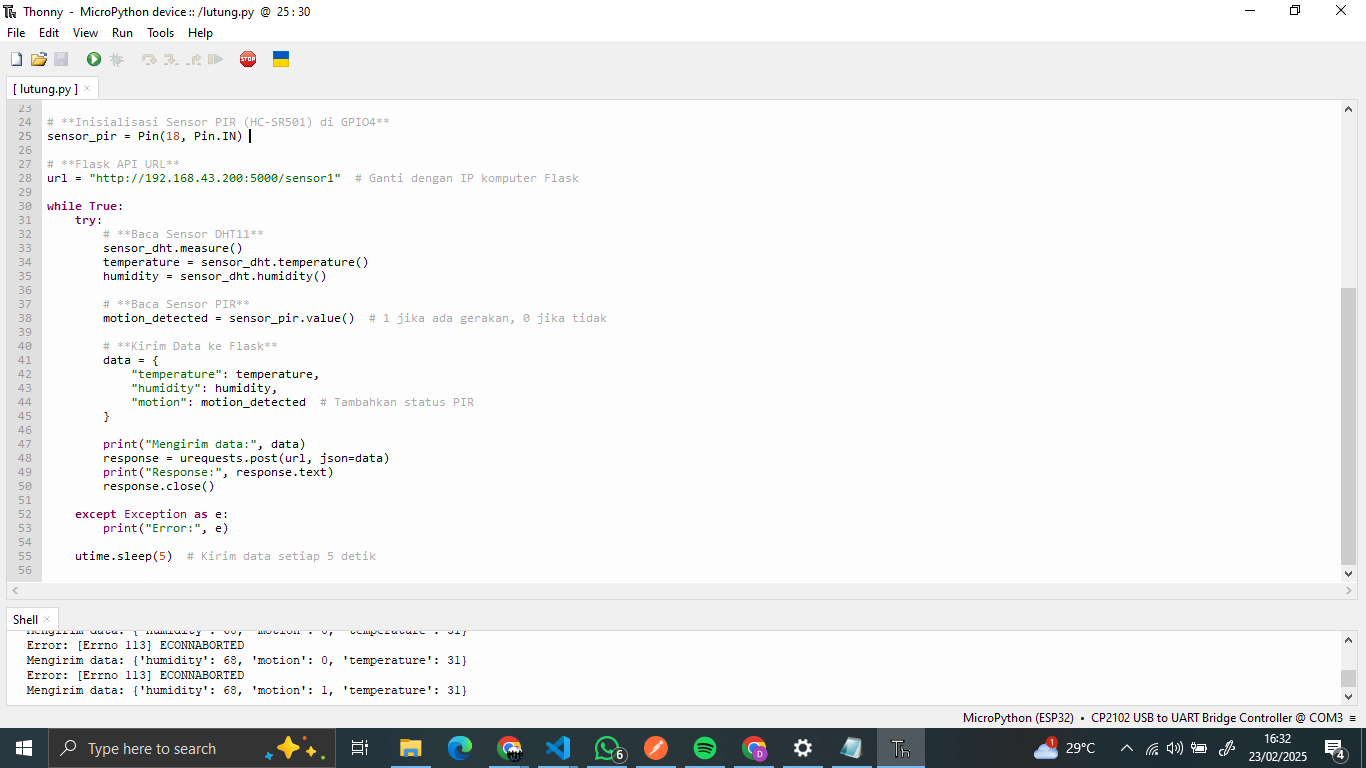 Thonny - MicroPython device :: /lutung.py @ 25 : 30
File Edit View Run Tools Help
STOP
[ lutung.py ] ×
23
24 # **Inisialisasi Sensor PIR (HC-SR501) di GPIO4**
25 sensor_pir = Pin(18, Pin.IN)
26
27 # **Flask API URL**
28 url = "http://192.168.43.200:5000/sensor1"  # Ganti dengan IP komputer Flask
29
30 while True:
31     try:
32         # **Baca Sensor DHT11**
33         sensor_dht.measure()
34         temperature = sensor_dht.temperature()
35         humidity = sensor_dht.humidity()
36
37         # **Baca Sensor PIR**
38         motion_detected = sensor_pir.value()  # 1 jika ada gerakan, 0 jika tidak
39
40         # **Kirim Data ke Flask**
41         data = {
42             "temperature": temperature,
43             "humidity": humidity,
44             "motion": motion_detected  # Tambahkan status PIR
45         }
46
47         print("Mengirim data:", data)
48         response = urequests.post(url, json=data)
49         print("Response:", response.text)
50         response.close()
51
52     except Exception as e:
53         print("Error:", e)
54
55     utime.sleep(5)  # Kirim data setiap 5 detik
56
Shell ×
Mengirim data: {'humidity': 68, 'motion': 0, 'temperature': 31}
Error: [Errno 113] ECONNABORTED
Mengirim data: {'humidity': 68, 'motion': 0, 'temperature': 31}
Error: [Errno 113] ECONNABORTED
Mengirim data: {'humidity': 68, 'motion': 1, 'temperature': 31}
MicroPython (ESP32) • CP2102 USB to UART Bridge Controller @ COM3 ≡
Type here to search
6
D
Th
1
29°C
16:32
23/02/2025
4